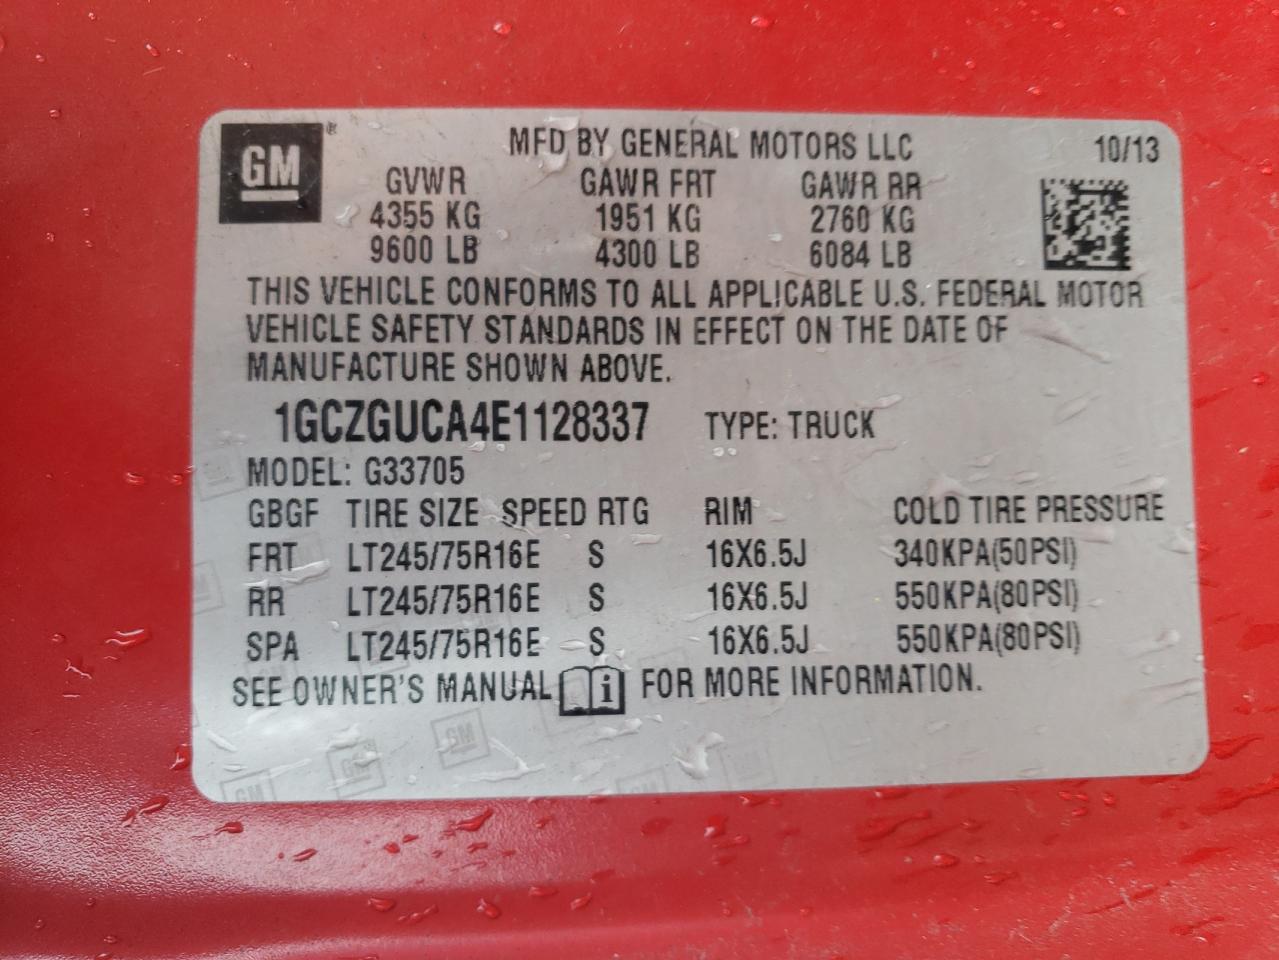 GM ® MFD BY GENERAL MOTORS LLC 10/13
GVWR GAWR FRT GAWR RR
4355 KG 1951 KG 2760 KG
9600 LB 4300 LB 6084 LB
THIS VEHICLE CONFORMS TO ALL APPLICABLE U.S. FEDERAL MOTOR
VEHICLE SAFETY STANDARDS IN EFFECT ON THE DATE OF
MANUFACTURE SHOWN ABOVE.
1GCZGUCA4E1128337 TYPE: TRUCK
MODEL: G33705
GBGF TIRE SIZE SPEED RTG RIM COLD TIRE PRESSURE
FRT LT245/75R16E S 16X6.5J 340KPA(50PSI)
RR LT245/75R16E S 16X6.5J 550KPA(80PSI)
SPA LT245/75R16E S 16X6.5J 550KPA(80PSI)
SEE OWNER'S MANUAL i FOR MORE INFORMATION.
GM GM GM GM